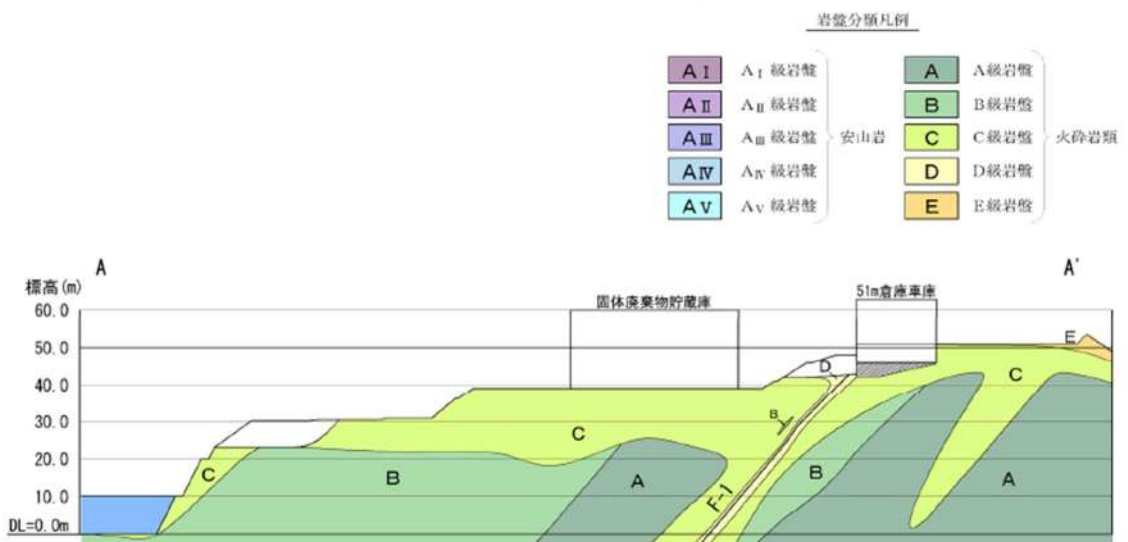 岩盤分類凡例
AⅠ AⅠ級岩盤 A A級岩盤
AⅡ AⅡ級岩盤 B B級岩盤
AⅢ AⅢ級岩盤 安山岩 C C級岩盤 火砕岩類
AⅣ AⅣ級岩盤 D D級岩盤
AⅤ AⅤ級岩盤 E E級岩盤
A A'
標高(m)
固体廃棄物貯蔵庫 51m倉庫車庫
60.0
50.0 E
D
40.0 C
30.0 B
C
20.0
C B A B A
10.0 F-1
DL=0.0m